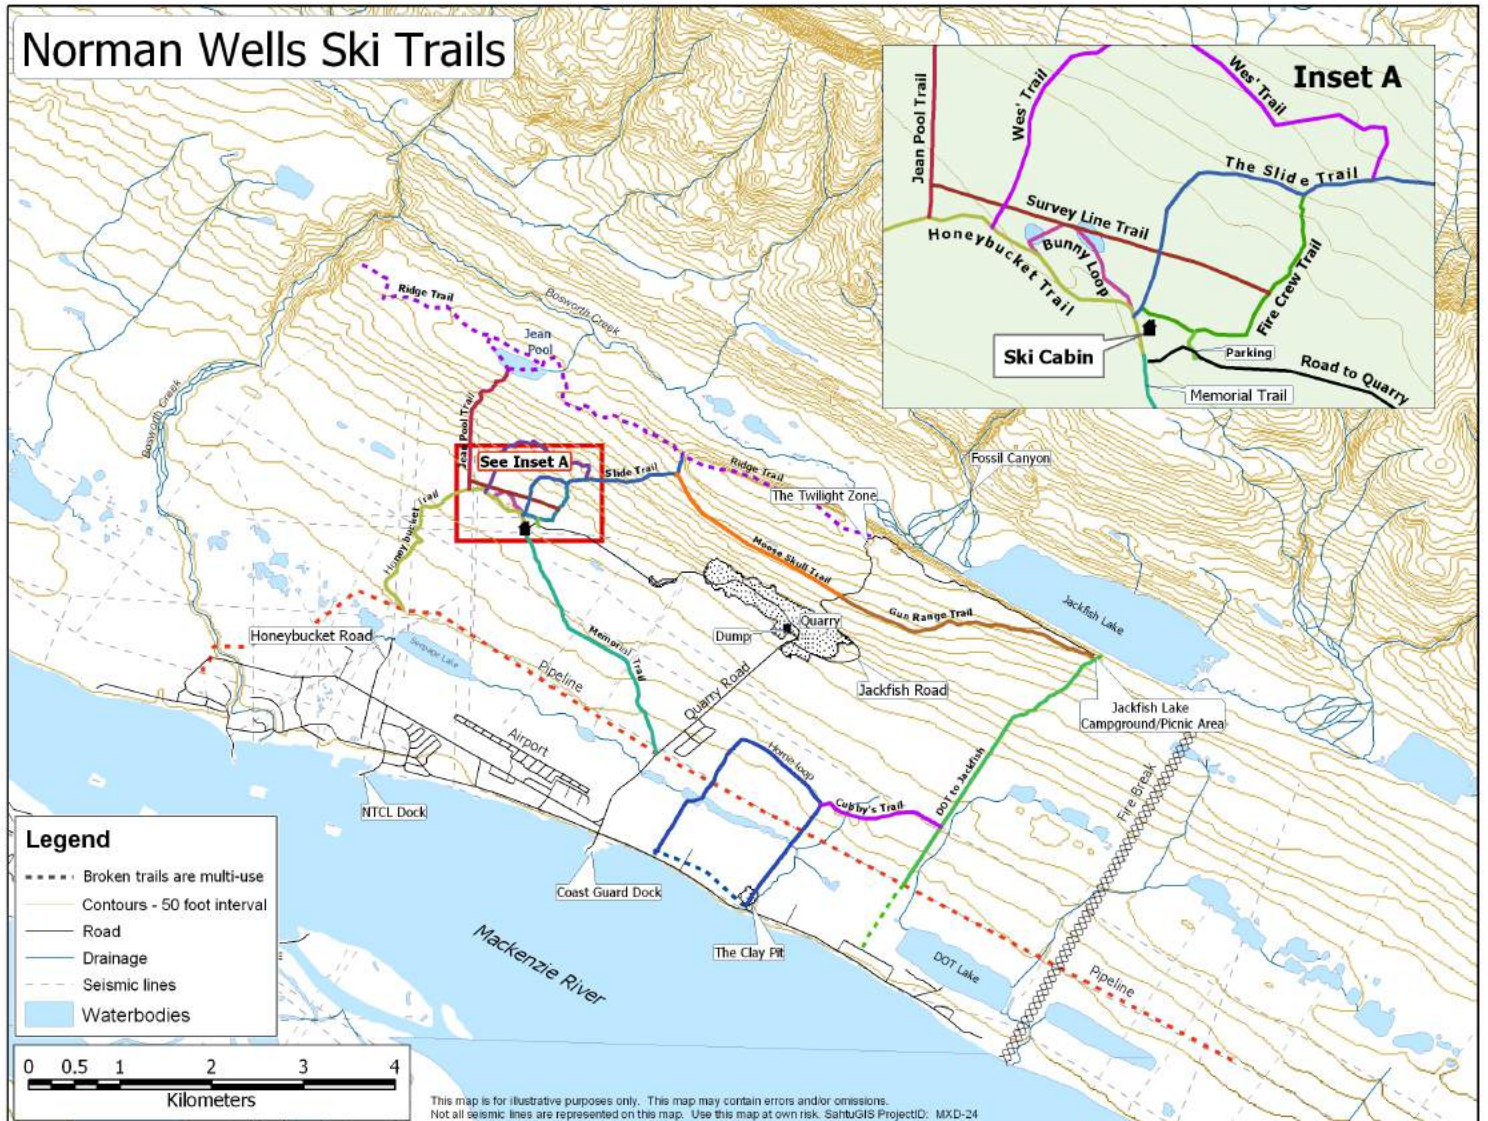 Norman Wells Ski Trails
Inset A
Jean Pool Trail
Wes' Trail
Wes' Trail
The Slide Trail
Survey Line Trail
Honeybucket Trail
Bunny Loop
Fire Crew Trail
Ski Cabin
Parking
Road to Quarry
Memorial Trail
Ridge Trail
Bosworth Creek
Jean
Pool
Bosworth Creek
Jean Pool Trail
See Inset A
Slide Trail
Ridge Trail
The Twilight Zone
Fossil Canyon
Honeybucket Trail
Moose Skull Trail
Jackfish Lake
Gun Range Trail
Quarry
Dump
Honeybucket Road
Seepage Lake
Memorial Trail
Pipeline
Quarry Road
Jackfish Road
Jackfish Lake
Campground/Picnic Area
Airport
Home loop
DOT to Jackfish
Fire Break
Cubby's Trail
NTCL Dock
Coast Guard Dock
The Clay Pit
DOT Lake
Pipeline
Mackenzie River
Legend
Broken trails are multi-use
Contours - 50 foot interval
Road
Drainage
Seismic lines
Waterbodies
0 0.5 1 2 3 4
Kilometers
This map is for illustrative purposes only. This map may contain errors and/or omissions.
Not all seismic lines are represented on this map. Use this map at own risk. SahtuGIS ProjectID: MXD-24